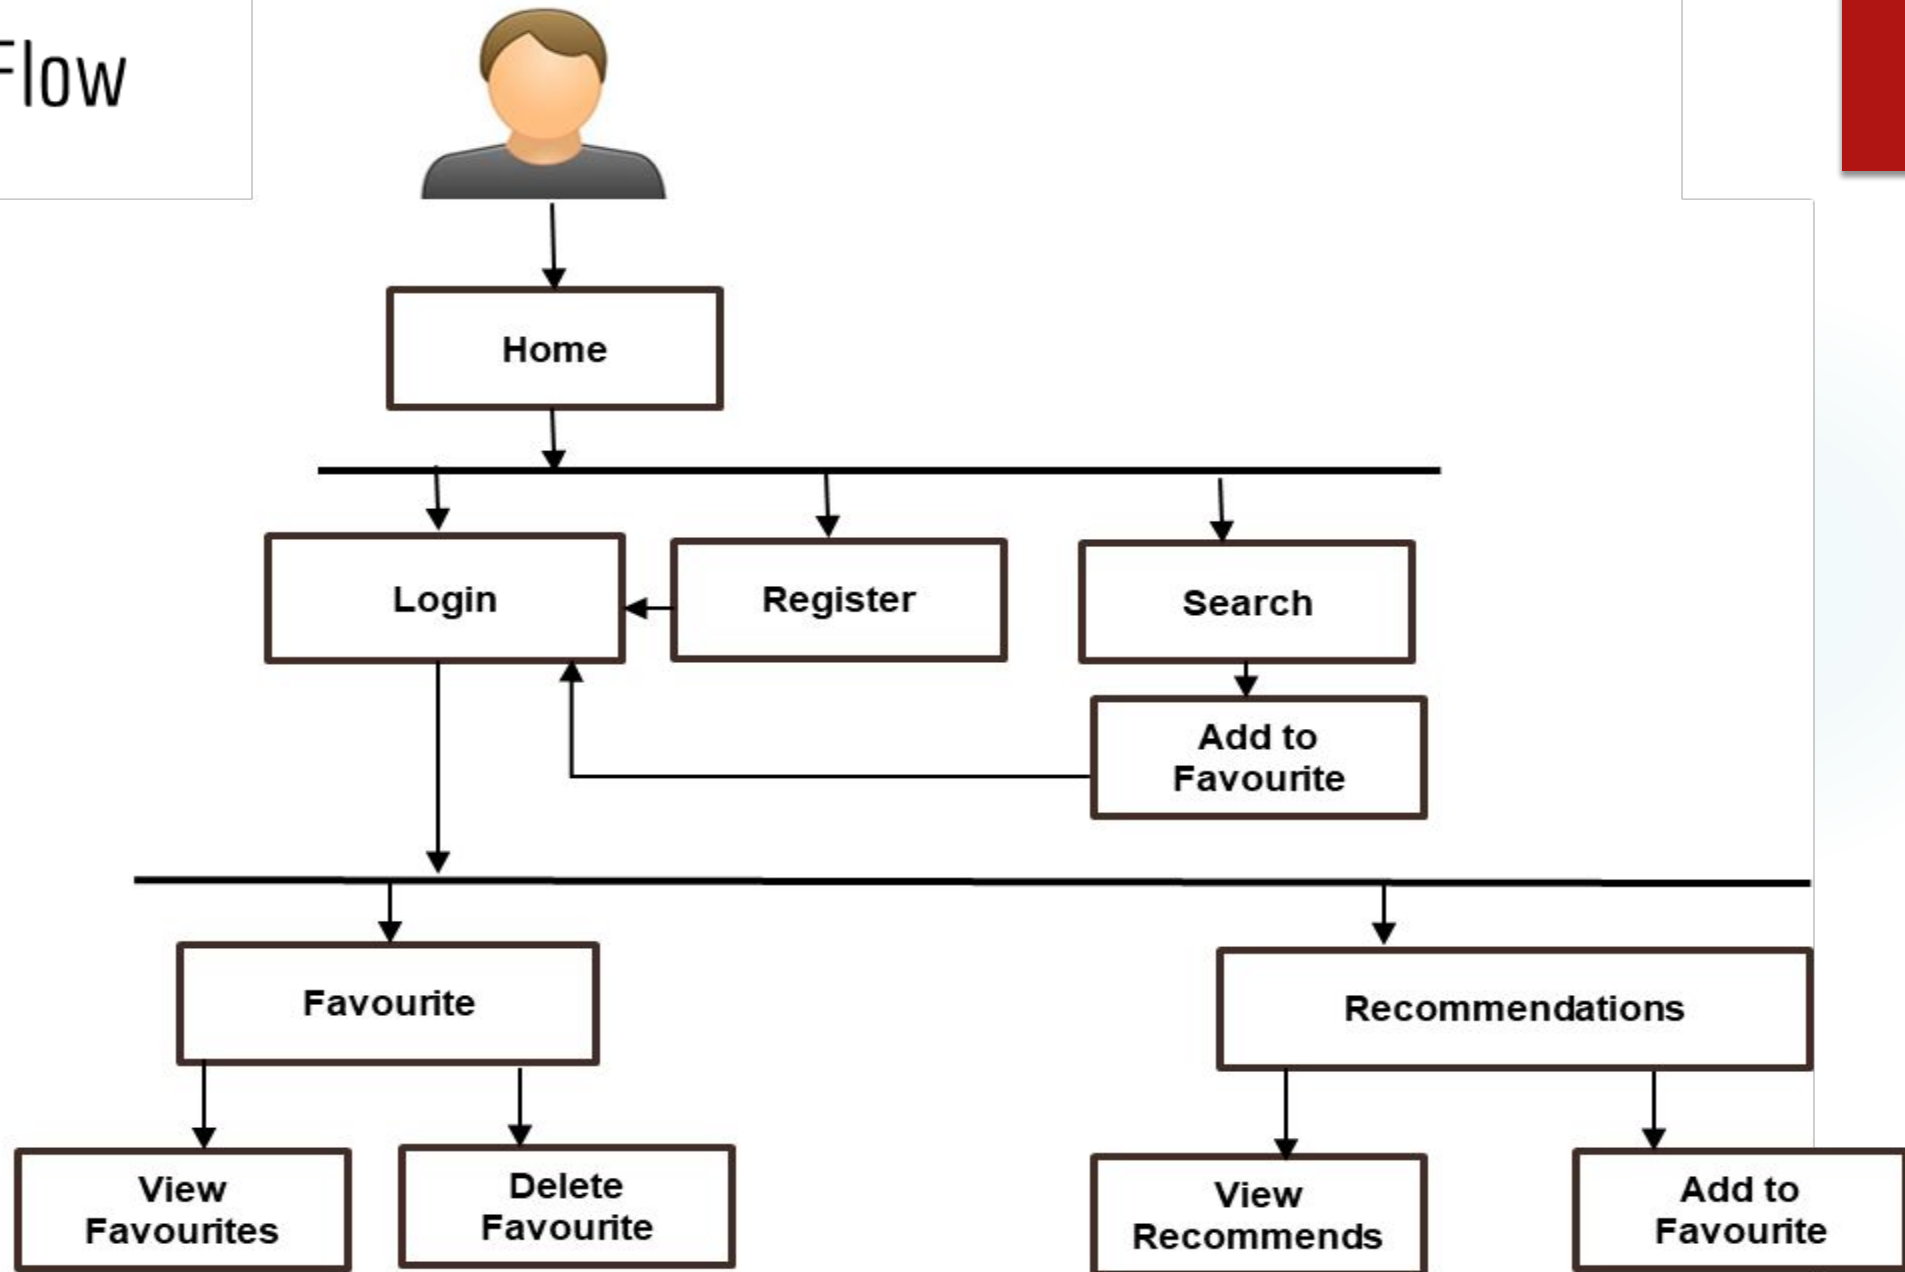 Flow
Home
Login
Register
Search
Add to
Favourite
Favourite
Recommendations
View
Favourites
Delete
Favourite
View
Recommends
Add to
Favourite